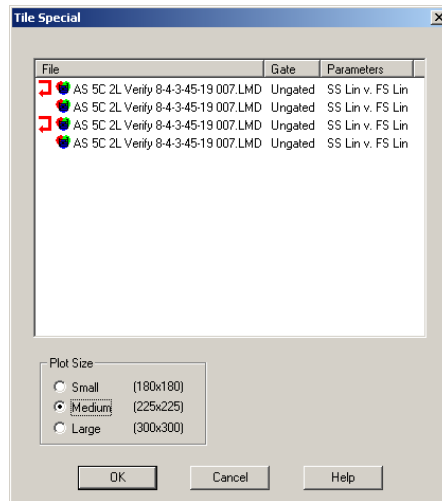 Tile Special
File Gate Parameters
AS 5C 2L Verify 8-4-3-45-19 007.LMD Ungated SS Lin v. FS Lin
AS 5C 2L Verify 8-4-3-45-19 007.LMD Ungated SS Lin v. FS Lin
AS 5C 2L Verify 8-4-3-45-19 007.LMD Ungated SS Lin v. FS Lin
AS 5C 2L Verify 8-4-3-45-19 007.LMD Ungated SS Lin v. FS Lin
Plot Size
Small (180x180)
Medium (225x225)
Large (300x300)
OK Cancel Help